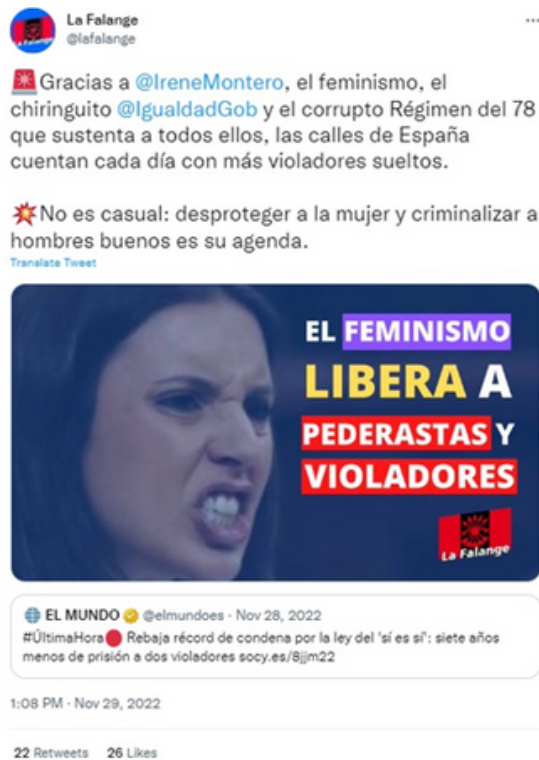 La Falange
@lafalange
Gracias a @IreneMontero, el feminismo, el
chiringuito @IgualdadGob y el corrupto Régimen del 78
que sustenta a todos ellos, las calles de España
cuentan cada día con más violadores sueltos.
No es casual: desproteger a la mujer y criminalizar a
hombres buenos es su agenda.
Translate Tweet
EL FEMINISMO
LIBERA A
PEDERASTAS Y
VIOLADORES
La Falange
EL MUNDO @elmundoes · Nov 28, 2022
#ÚltimaHora Rebaja récord de condena por la ley del 'sí es sí': siete años
menos de prisión a dos violadores socy.es/8jjm22
1:08 PM · Nov 29, 2022
22 Retweets 26 Likes